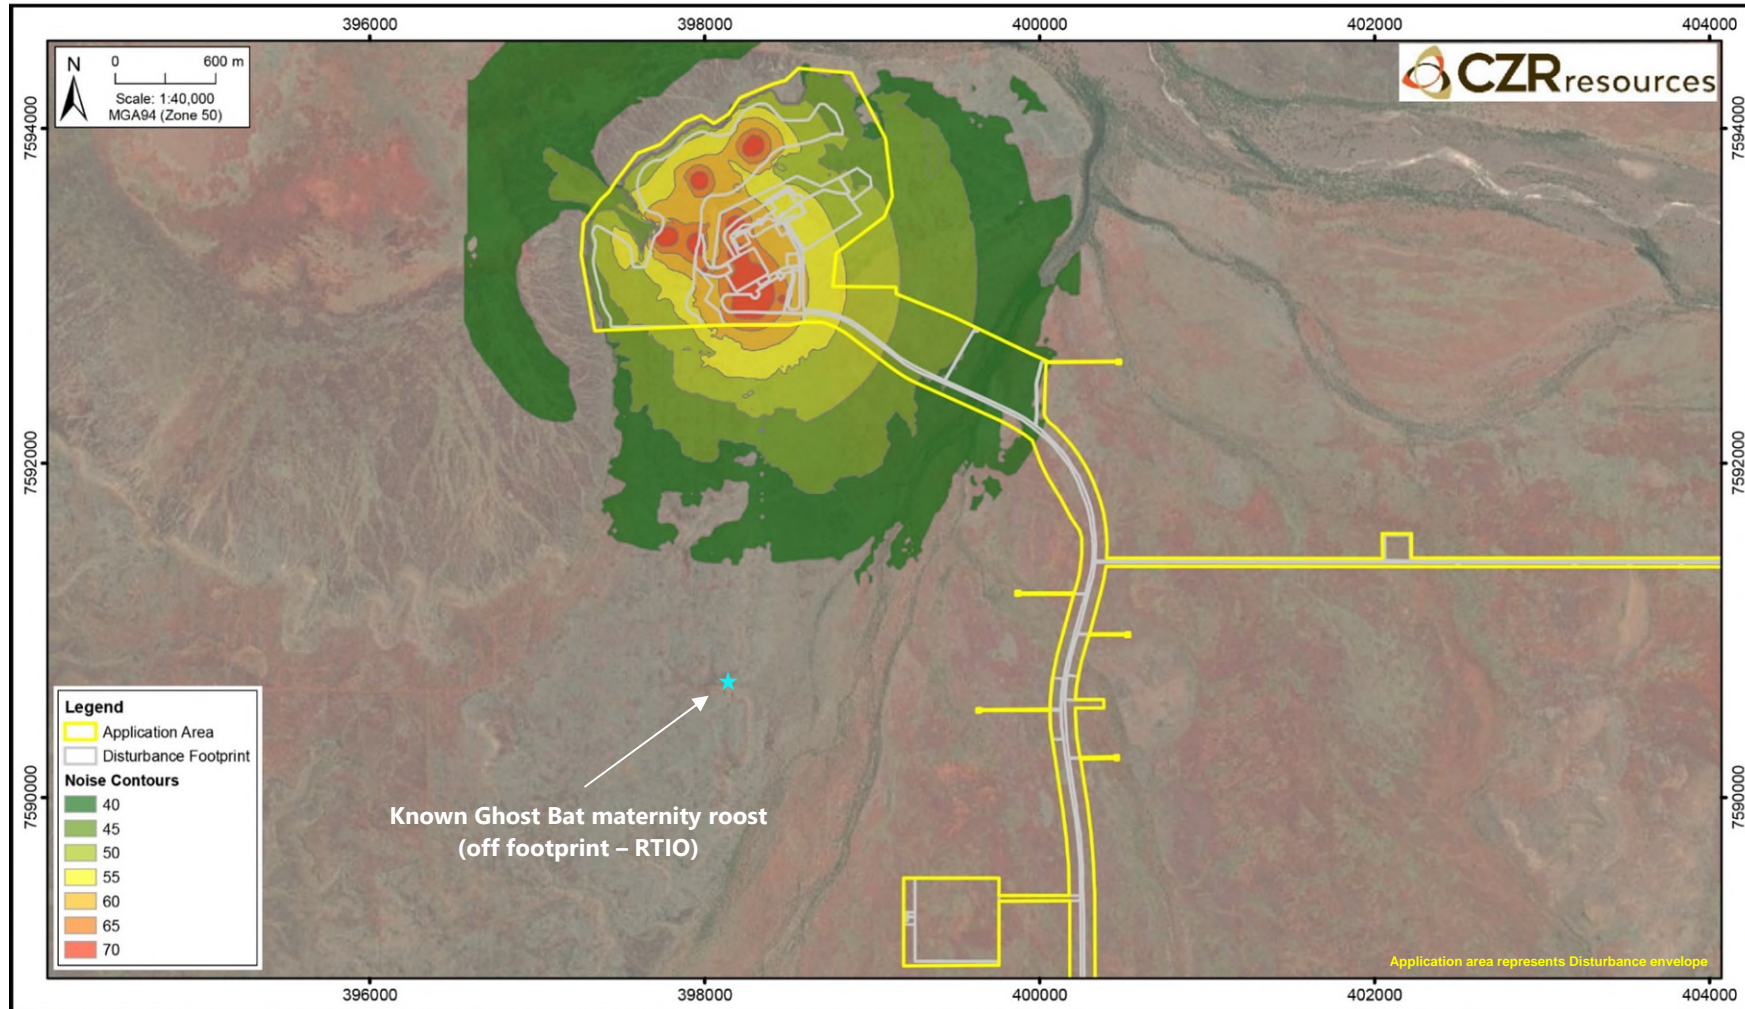 396000
398000
400000
402000
404000
N
0 600 m
Scale: 1:40,000
MGA94 (Zone 50)
CZR resources
7594000
7594000
7592000
7592000
7590000
7590000
Known Ghost Bat maternity roost
(off footprint – RTIO)
Legend
Application Area
Disturbance Footprint
Noise Contours
40
45
50
55
60
65
70
Application area represents Disturbance envelope
396000
398000
400000
402000
404000